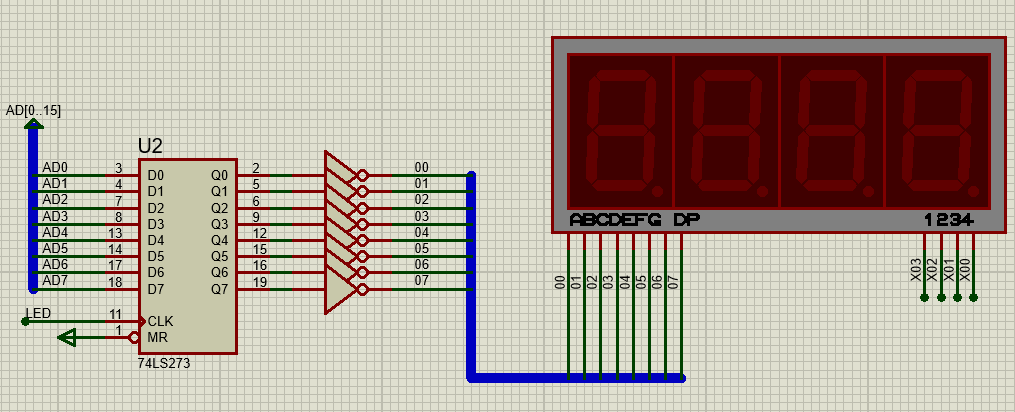 AD[0..15]
U2
AD0 3 D0 Q0 2 00
AD1 4 D1 Q1 5 01
AD2 7 D2 Q2 6 02
AD3 8 D3 Q3 9 03
AD4 13 D4 Q4 12 04
AD5 14 D5 Q5 15 05
AD6 17 D6 Q6 16 06
AD7 18 D7 Q7 19 07
LED 11 CLK
1 MR
74LS273
ABCDEFG DP 1234
00 01 02 03 04 05 06 07 X03 X02 X01 X00